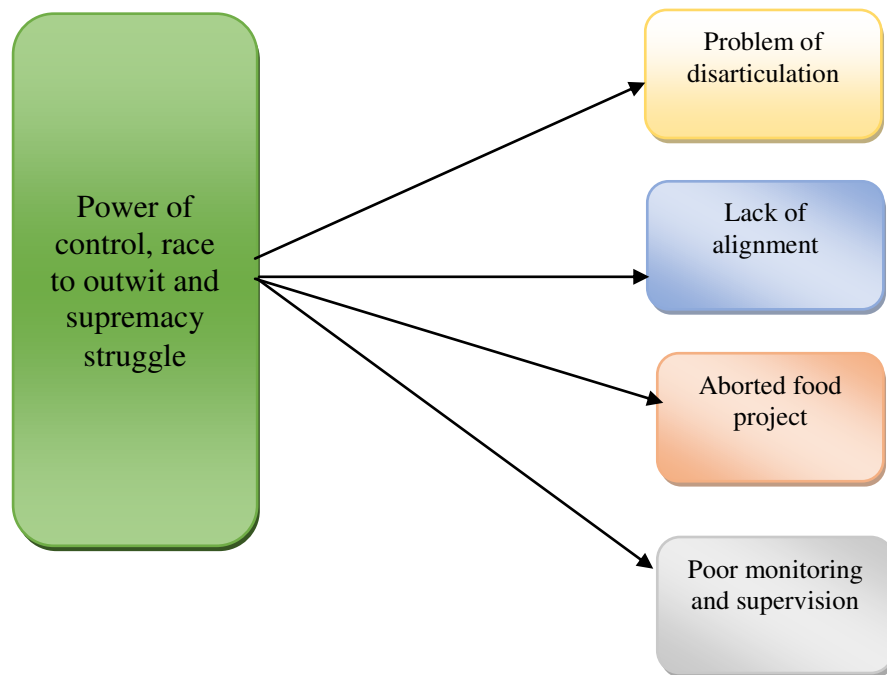 Power of
control, race
to outwit and
supremacy
struggle
Problem of
disarticulation
Lack of
alignment
Aborted food
project
Poor monitoring
and supervision